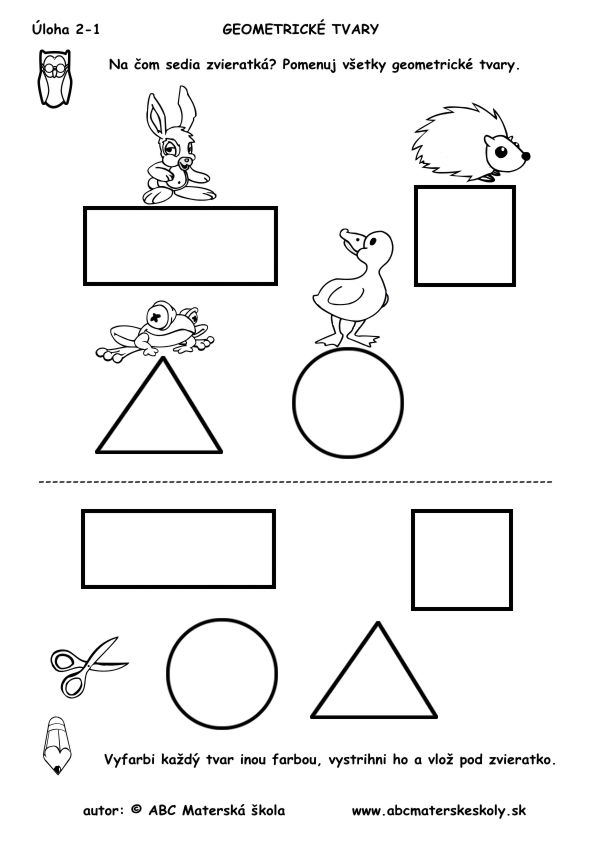 Úloha 2-1
GEOMETRICKÉ TVARY
Na čom sedia zvieratká? Pomenuj všetky geometrické tvary.
Vyfarbi každý tvar inou farbou, vystrihni ho a vlož pod zvieratko.
autor: © ABC Materská škola
www.abcmaterskeskoly.sk